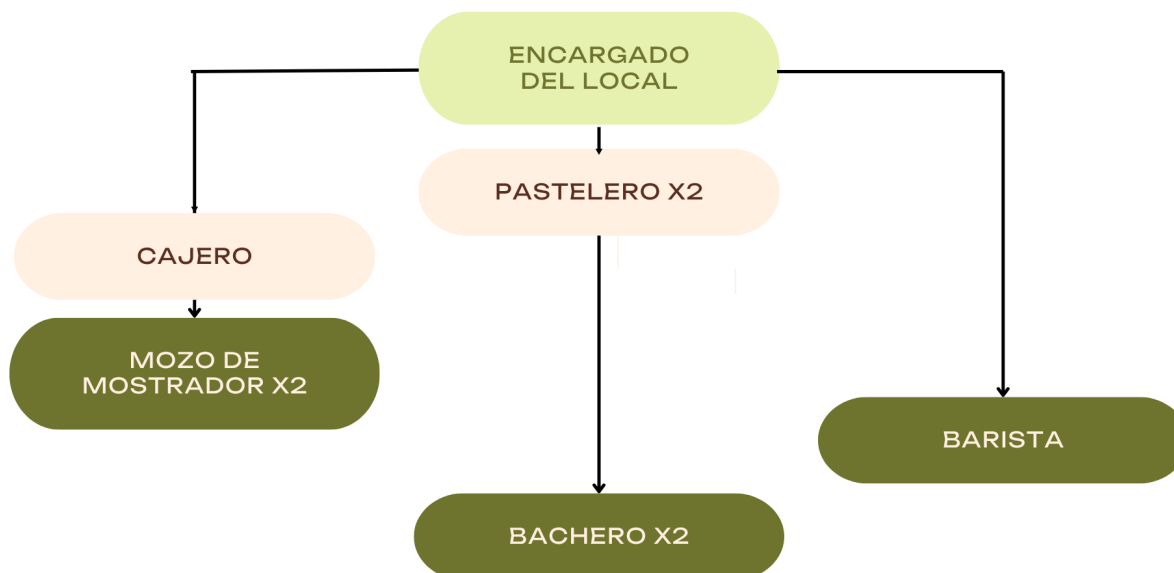 ENCARGADO
DEL LOCAL
PASTELERO X2
CAJERO
MOZO DE
MOSTRADOR X2
BARISTA
BACHERO X2